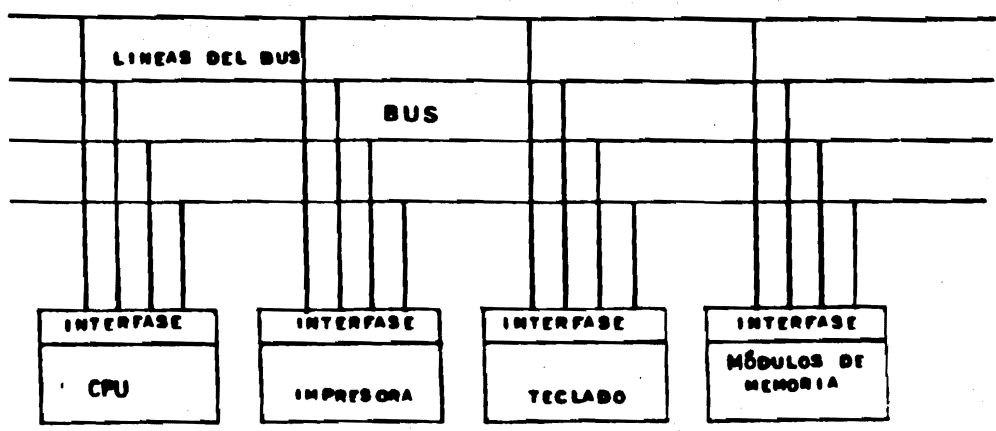 LINEAS DEL BUS
BUS
INTERFASE
CPU
INTERFASE
IMPRESORA
INTERFASE
TECLADO
INTERFASE
MÓDULOS DE
MEMORIA